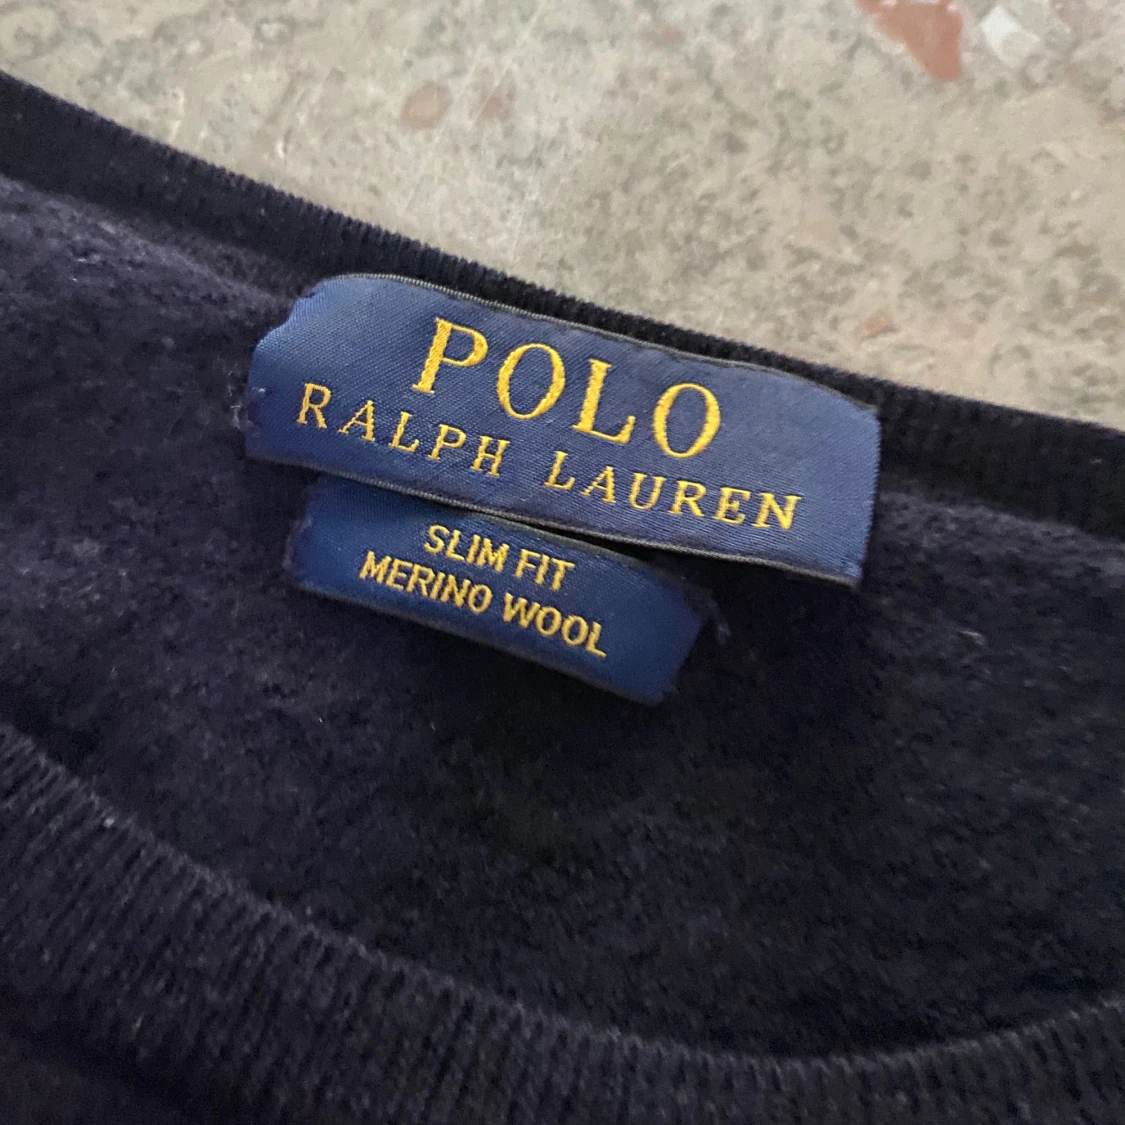 POLO
RALPH LAUREN
SLIM FIT
MERINO WOOL